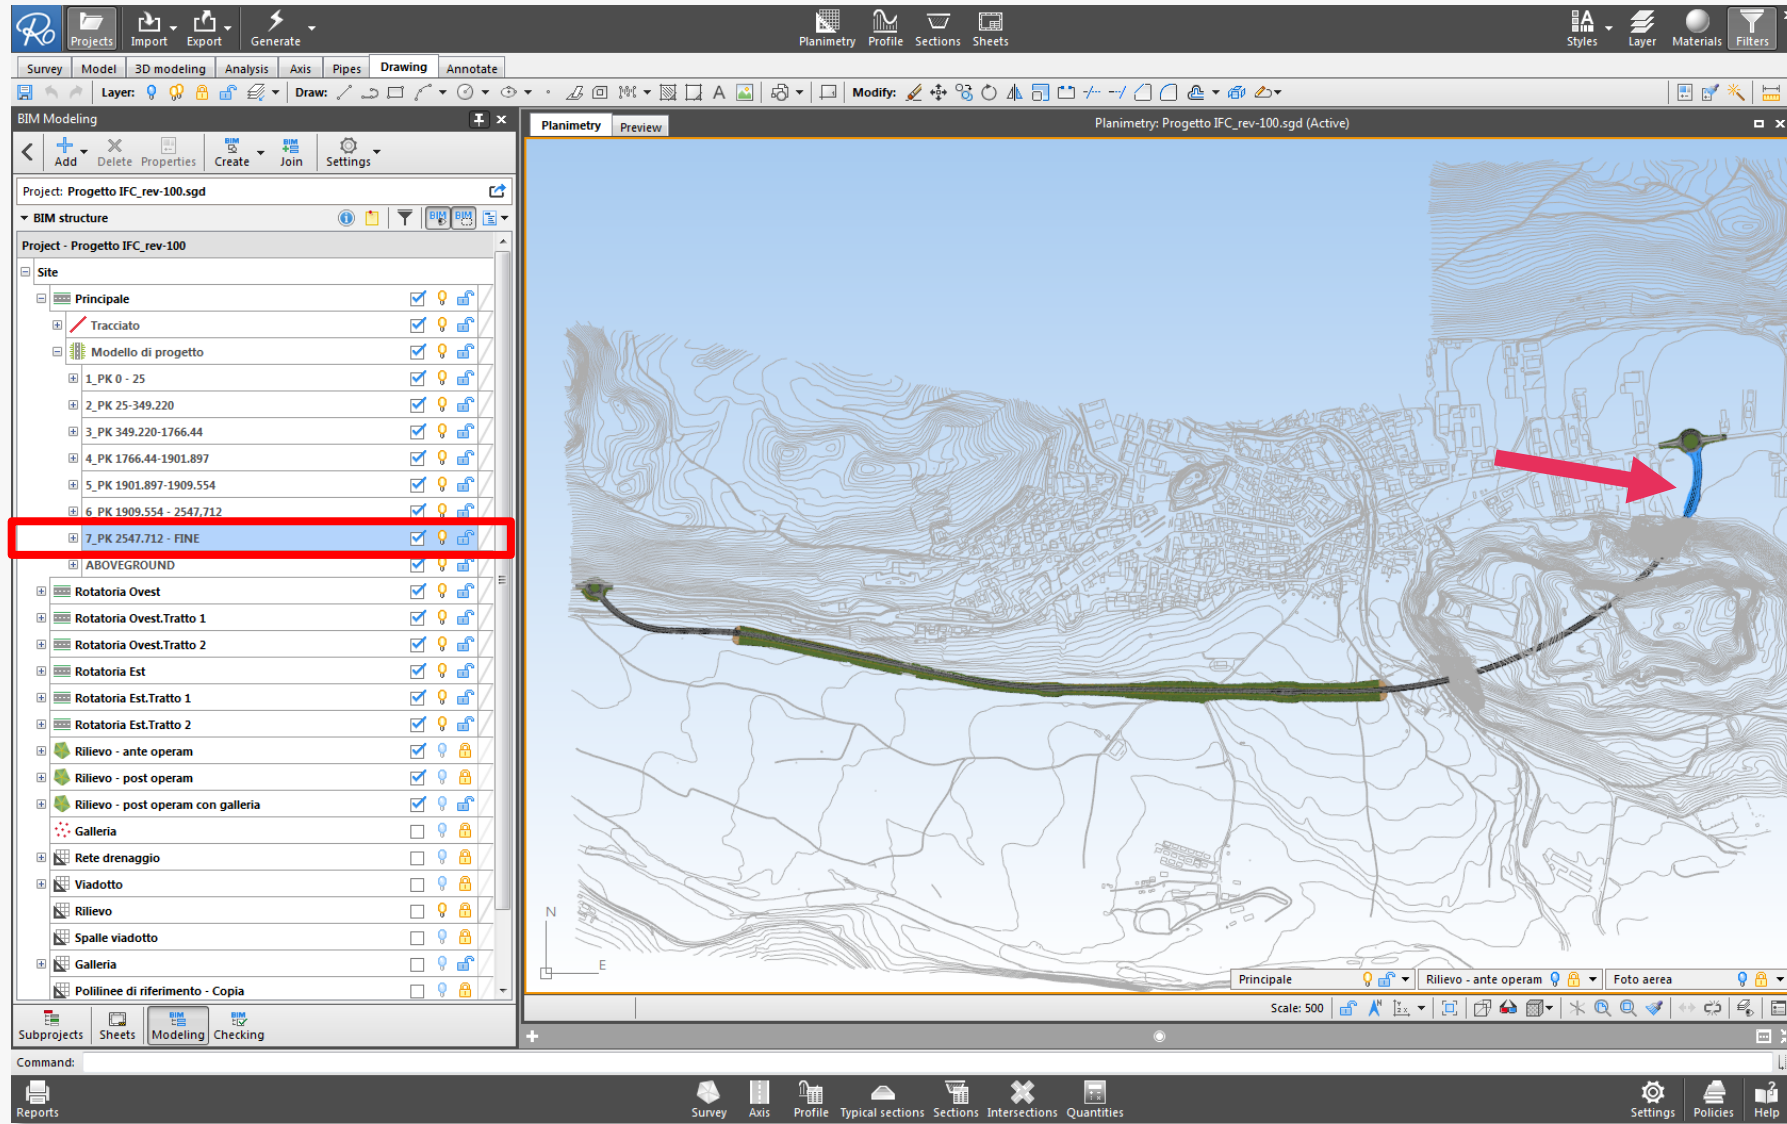 Ro
Projects Import Export Generate
Planimetry Profile Sections Sheets
Styles Layer Materials Filters
Survey Model 3D modeling Analysis Axis Pipes Drawing Annotate
Layer: Draw: Modify:
BIM Modeling
Planimetry Preview Planimetry: Progetto IFC_rev-100.sgd (Active)
Add Delete Properties Create Join Settings
Project: Progetto IFC_rev-100.sgd
BIM structure
Project - Progetto IFC_rev-100
Site
Principale
Tracciato
Modello di progetto
1_PK 0 - 25
2_PK 25-349.220
3_PK 349.220-1766.44
4_PK 1766.44-1901.897
5_PK 1901.897-1909.554
6_PK 1909.554 - 2547,712
7_PK 2547.712 - FINE
ABOVEGROUND
Rotatoria Ovest
Rotatoria Ovest.Tratto 1
Rotatoria Ovest.Tratto 2
Rotatoria Est
Rotatoria Est.Tratto 1
Rotatoria Est.Tratto 2
Rilievo - ante operam
Rilievo - post operam
Rilievo - post operam con galleria
Galleria
Rete drenaggio
Viadotto
Rilievo
Spalle viadotto
Galleria
Polilinee di riferimento - Copia
N
E
Principale Rilievo - ante operam Foto aerea
Scale: 500
Subprojects Sheets Modeling Checking
Command:
Reports
Survey Axis Profile Typical sections Sections Intersections Quantities
Settings Policies Help